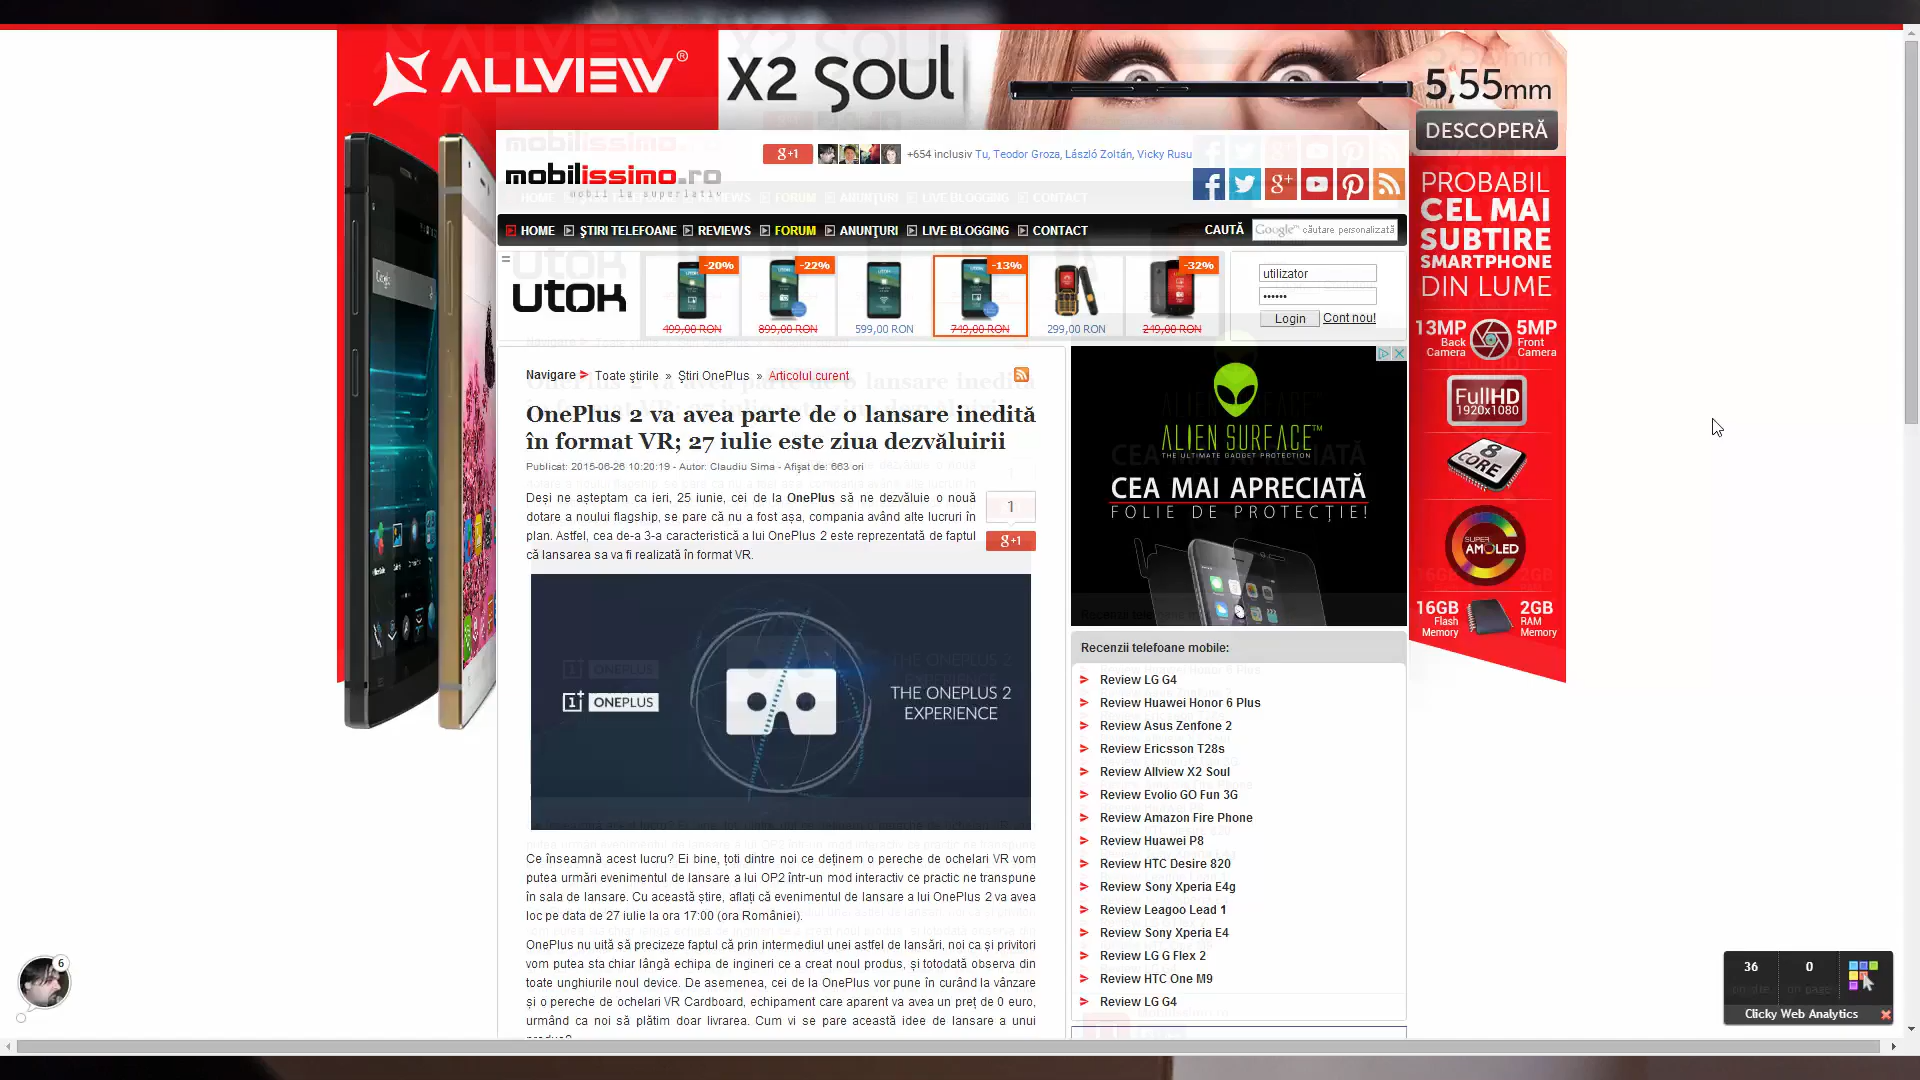 ALLVIEW®
X2 Soul
5,55mm
DESCOPERĂ
mobilissimo.ro
mobil la superlativ
g+1
+654 inclusiv Tu, Teodor Groza, László Zoltán, Vicky Rusu
HOME
ŞTIRI TELEFOANE
REVIEWS
FORUM
ANUNŢURI
LIVE BLOGGING
CONTACT
CAUTĂ
Google™ căutare personalizată
UTOK
-20%
-22%
-13%
-32%
499,00 RON
899,00 RON
599,00 RON
749,00 RON
299,00 RON
249,00 RON
utilizator
••••••
Login
Cont nou!
PROBABIL
CEL MAI
SUBTIRE
SMARTPHONE
DIN LUME
13MP
Back
Camera
5MP
Front
Camera
FullHD
1920x1080
8
CORE
SUPER
AMOLED
16GB
Flash
Memory
2GB
RAM
Memory
Navigare Toate ştirile » Ştiri OnePlus » Articolul curent
OnePlus 2 va avea parte de o lansare inedită
în format VR; 27 iulie este ziua dezvăluirii
Publicat: 2015-06-26 10:20:19 - Autor: Claudiu Sima - Afişat de: 663 ori
Deși ne așteptam ca ieri, 25 iunie, cei de la OnePlus să ne dezvăluie o nouă
dotare a noului flagship, se pare că nu a fost așa, compania având alte lucruri în
plan. Astfel, cea de-a 3-a caracteristică a lui OnePlus 2 este reprezentată de faptul
că lansarea sa va fi realizată în format VR.
1
g+1
ONEPLUS
THE ONEPLUS 2
EXPERIENCE
Ce înseamnă acest lucru? Ei bine, toți dintre noi ce deținem o pereche de ochelari VR vom
putea urmări evenimentul de lansare a lui OP2 într-un mod interactiv ce practic ne transpune
în sala de lansare. Cu această știre, aflați că evenimentul de lansare a lui OnePlus 2 va avea
loc pe data de 27 iulie la ora 17:00 (ora României).
OnePlus nu uită să precizeze faptul că prin intermediul unei astfel de lansări, noi ca și privitori
vom putea sta chiar lângă echipa de ingineri ce a creat noul produs, și totodată observa din
toate unghiurile noul device. De asemenea, cei de la OnePlus vor pune în curând la vânzare
și o pereche de ochelari VR Cardboard, echipament care aparent va avea un preț de 0 euro,
urmând ca noi să plătim doar livrarea. Cum vi se pare această idee de lansare a unui
ALIEN SURFACE™
THE ULTIMATE GADGET PROTECTION
CEA MAI APRECIATĂ
FOLIE DE PROTECȚIE!
Recenzii telefoane mobile:
Review LG G4
Review Huawei Honor 6 Plus
Review Asus Zenfone 2
Review Ericsson T28s
Review Allview X2 Soul
Review Evolio GO Fun 3G
Review Amazon Fire Phone
Review Huawei P8
Review HTC Desire 820
Review Sony Xperia E4g
Review Leagoo Lead 1
Review Sony Xperia E4
Review LG G Flex 2
Review HTC One M9
Review LG G4
6
36
0
Clicky Web Analytics